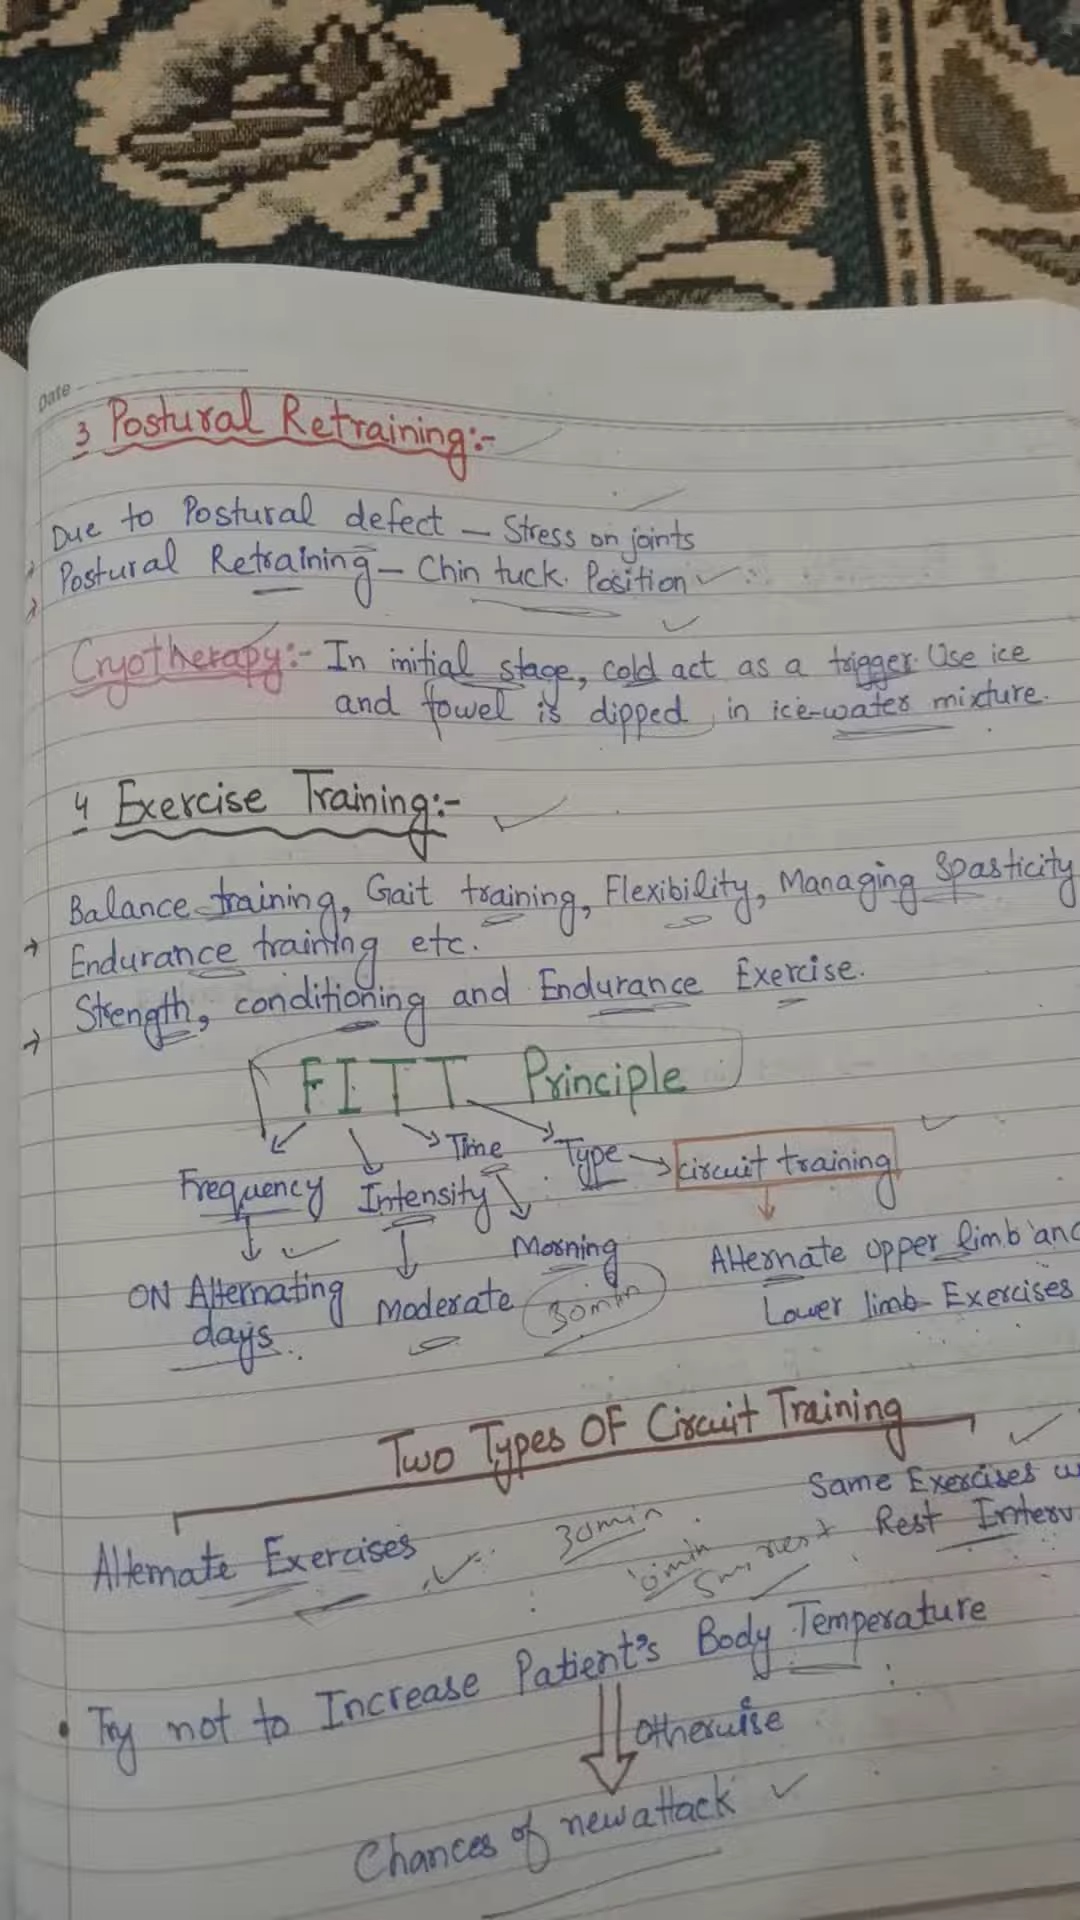 Date
3 Postural Retraining:-
Due to Postural defect - Stress on joints
Postural Retraining - Chin tuck Position
Cryotherapy:- In initial stage, cold act as a trigger. Use ice
and towel is dipped in ice-water mixture.
4 Exercise Training:-
Balance training, Gait training, Flexibility, Managing Spasticity
→ Endurance training etc.
→ Strength, conditioning and Endurance Exercise.
FITT Principle
Frequency Intensity Time Type → circuit training
ON Alternating days Moderate Morning 30min Alternate upper limb and
Lower limb Exercises
Two Types OF Circuit Training
Alternate Exercises 30min Same Exercises
5 rest Rest
• Try not to Increase Patient's Body Temperature
Otherwise
Chances of new attack